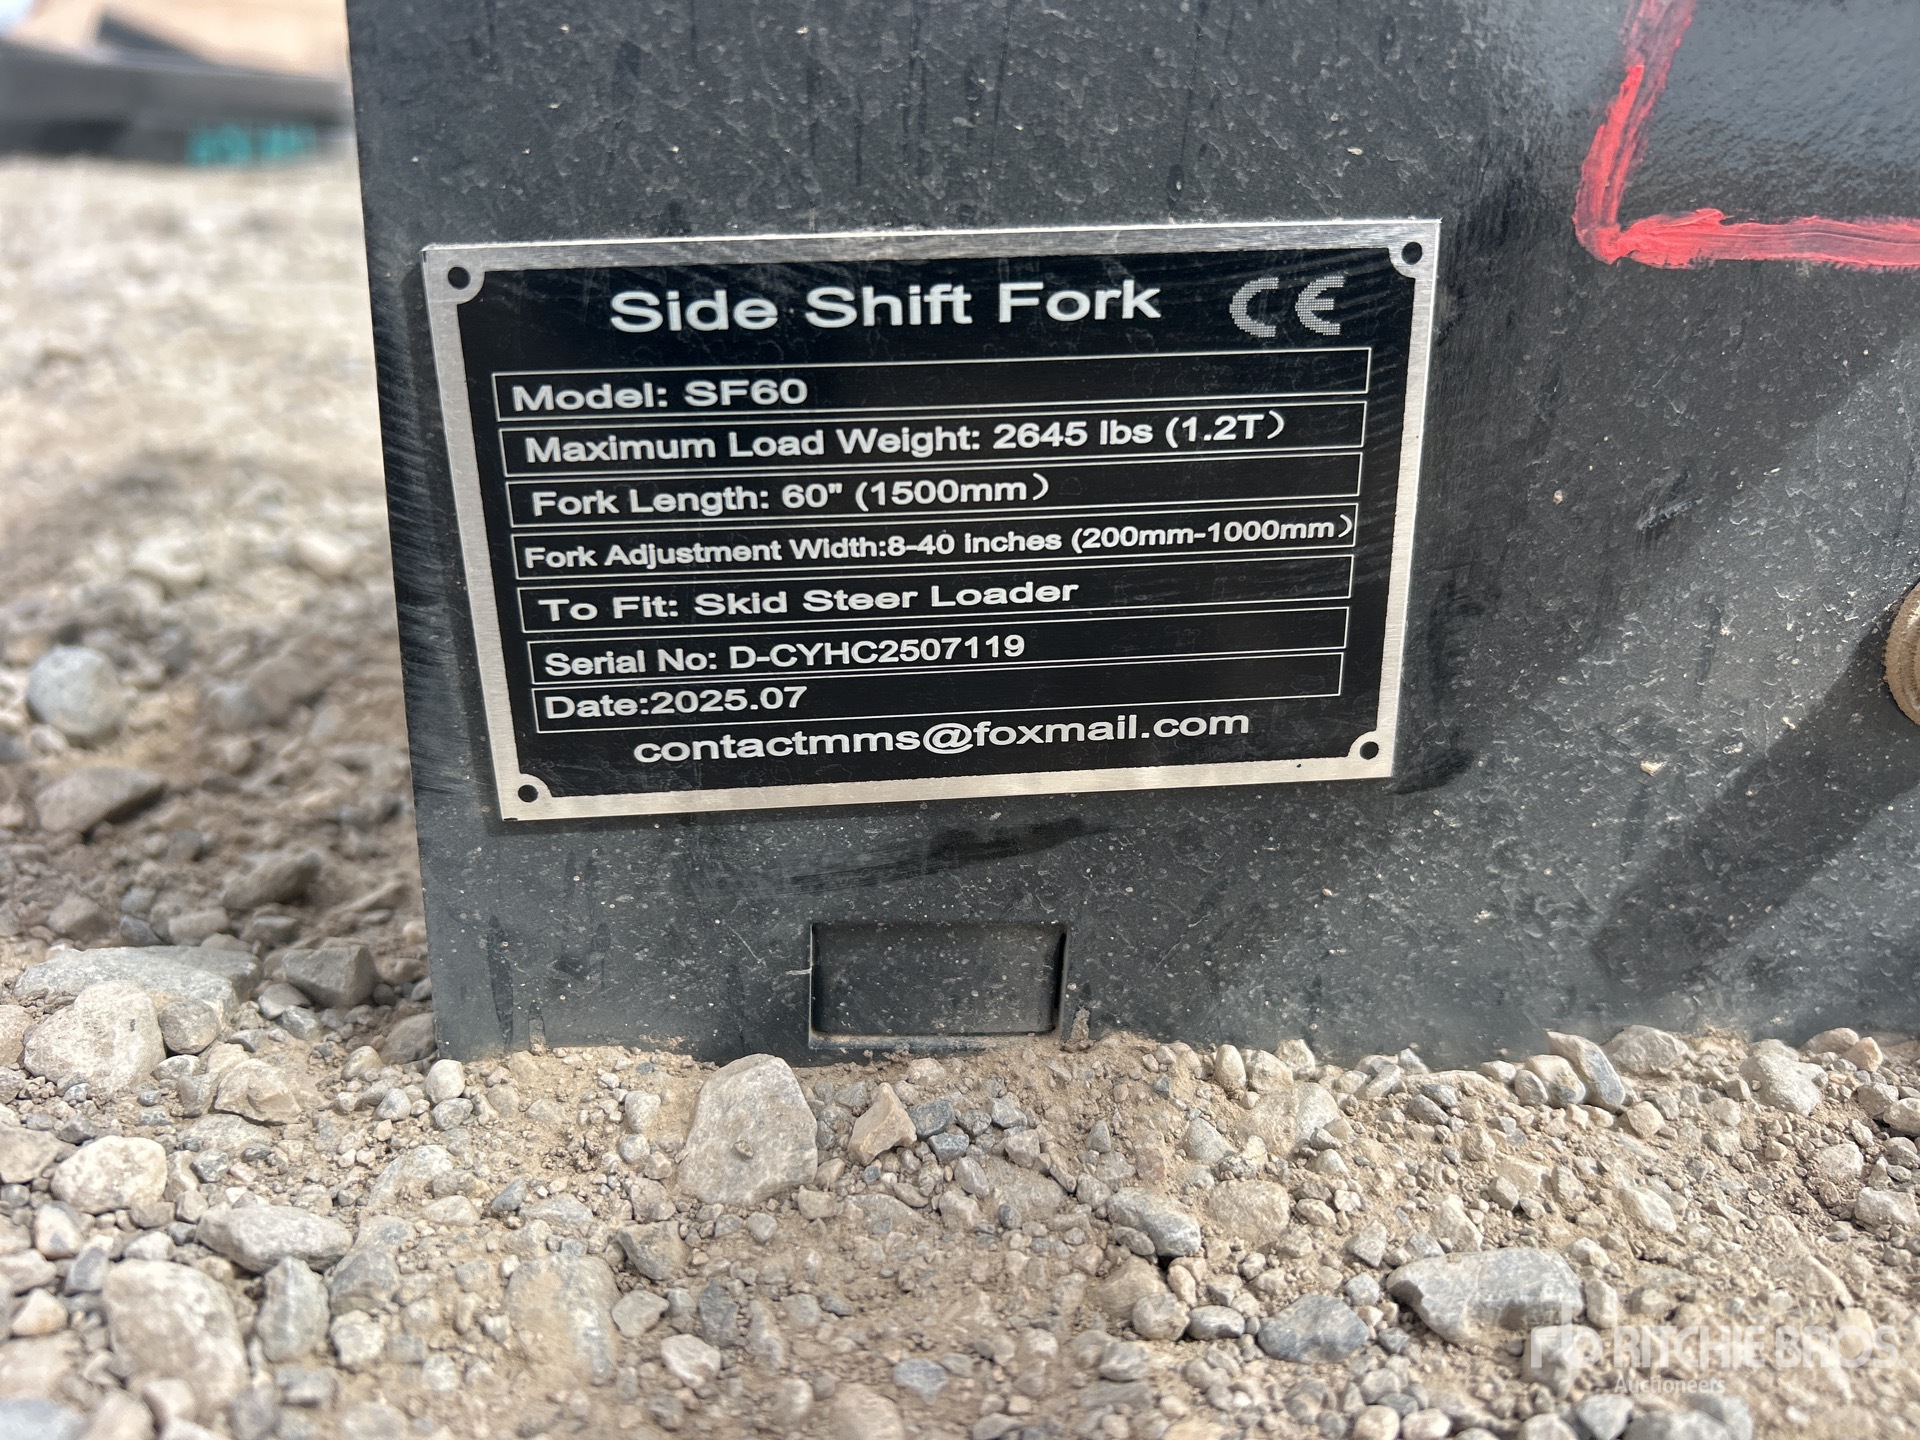 Side Shift Fork CE
Model: SF60
Maximum Load Weight: 2645 lbs (1.2T)
Fork Length: 60" (1500mm)
Fork Adjustment Width:8-40 inches (200mm-1000mm)
To Fit: Skid Steer Loader
Serial No: D-CYHC2507119
Date:2025.07
contactmms@foxmail.com
RITCHIE BROS.
Auctioneers